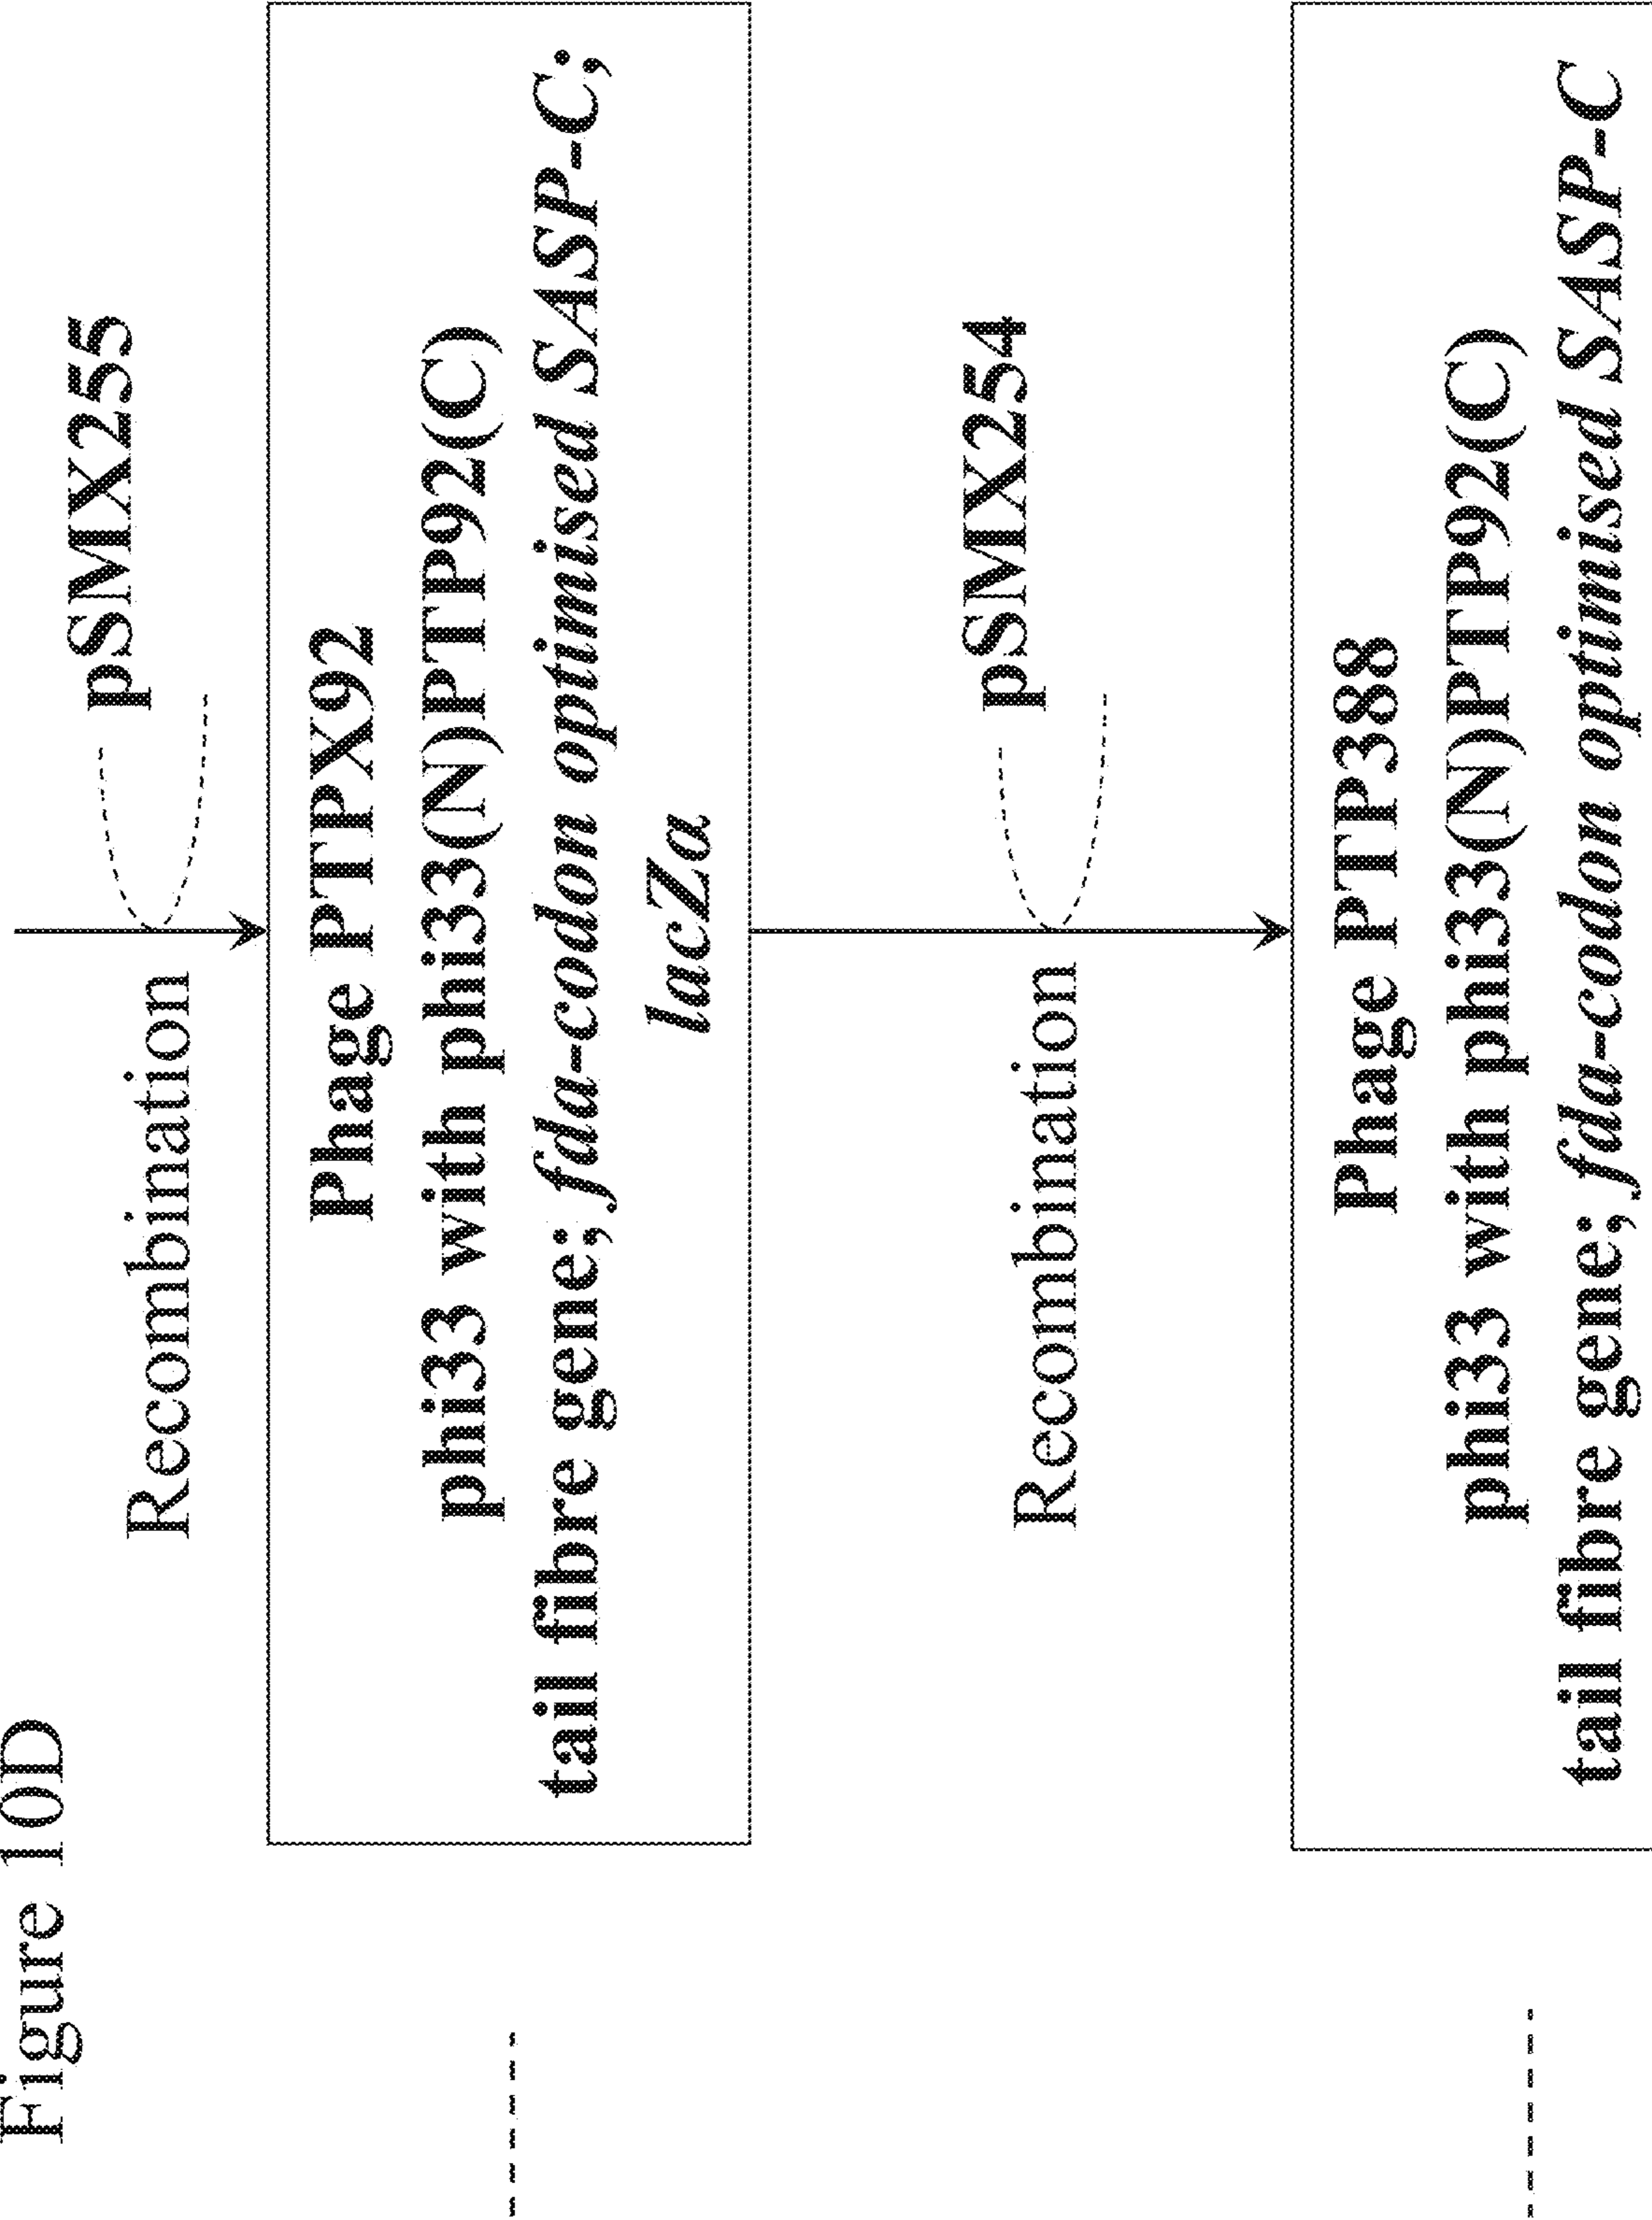 Figure 10D
Recombination
pSMX255
Phage PTPX92
phi33 with phi33(N)PTP92(C)
tail fibre gene; fda-codon optimised SASP-C;
lacZa
Recombination
pSMX254
Phage PTP388
phi33 with phi33(N)PTP92(C)
tail fibre gene; fda-codon optimised SASP-C